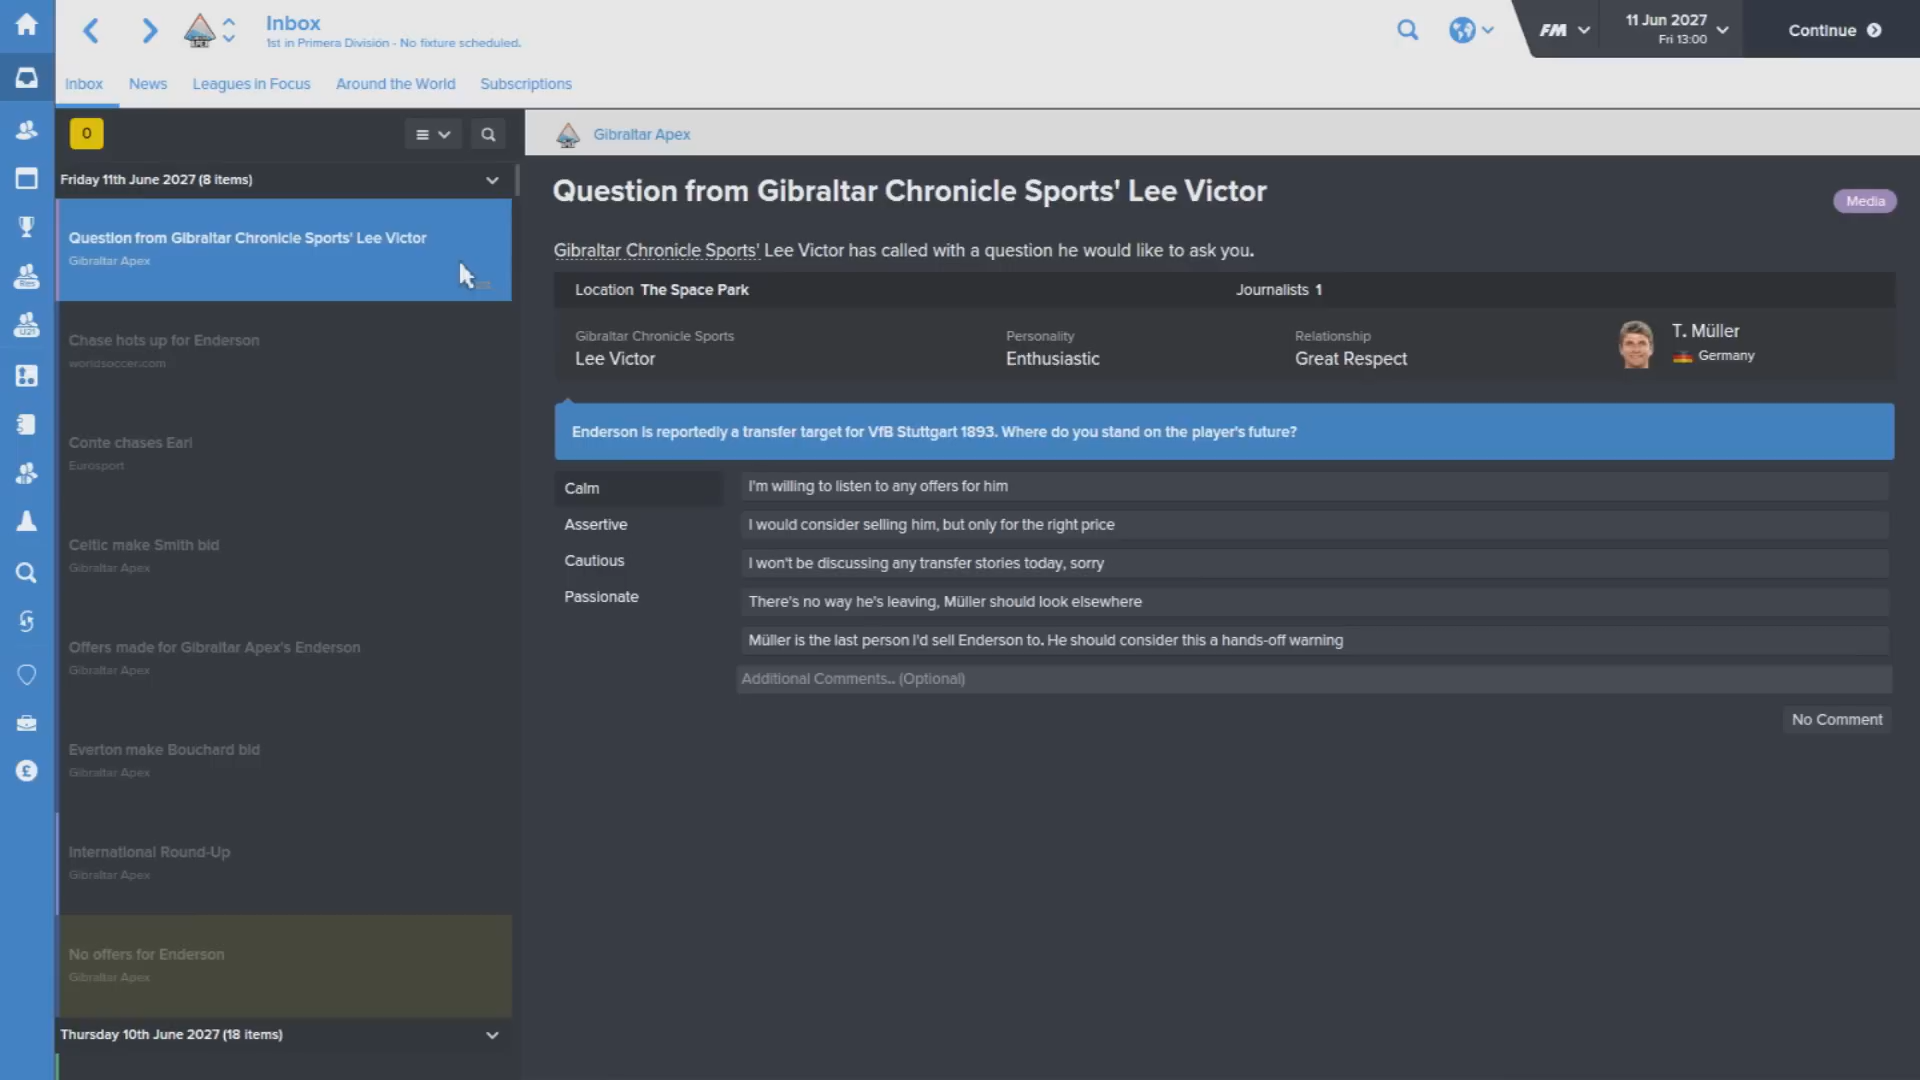 Inbox
1st in Primera División - No fixture scheduled.
FM
11 Jun 2027
Fri 13:00
Continue
Inbox
News
Leagues in Focus
Around the World
Subscriptions
0
Gibraltar Apex
Friday 11th June 2027 (8 items)
Question from Gibraltar Chronicle Sports' Lee Victor
Gibraltar Apex
Chase hots up for Enderson
worldsoccer.com
Conte chases Earl
Eurosport
Celtic make Smith bid
Gibraltar Apex
Offers made for Gibraltar Apex's Enderson
Gibraltar Apex
Everton make Bouchard bid
Gibraltar Apex
International Round-Up
Gibraltar Apex
No offers for Enderson
Gibraltar Apex
Thursday 10th June 2027 (18 items)
Question from Gibraltar Chronicle Sports' Lee Victor
Media
Gibraltar Chronicle Sports' Lee Victor has called with a question he would like to ask you.
Location The Space Park
Journalists 1
Gibraltar Chronicle Sports
Lee Victor
Personality
Enthusiastic
Relationship
Great Respect
T. Müller
Germany
Enderson is reportedly a transfer target for VfB Stuttgart 1893. Where do you stand on the player's future?
Calm
Assertive
Cautious
Passionate
I'm willing to listen to any offers for him
I would consider selling him, but only for the right price
I won't be discussing any transfer stories today, sorry
There's no way he's leaving, Müller should look elsewhere
Müller is the last person I'd sell Enderson to. He should consider this a hands-off warning
Additional Comments.. (Optional)
No Comment